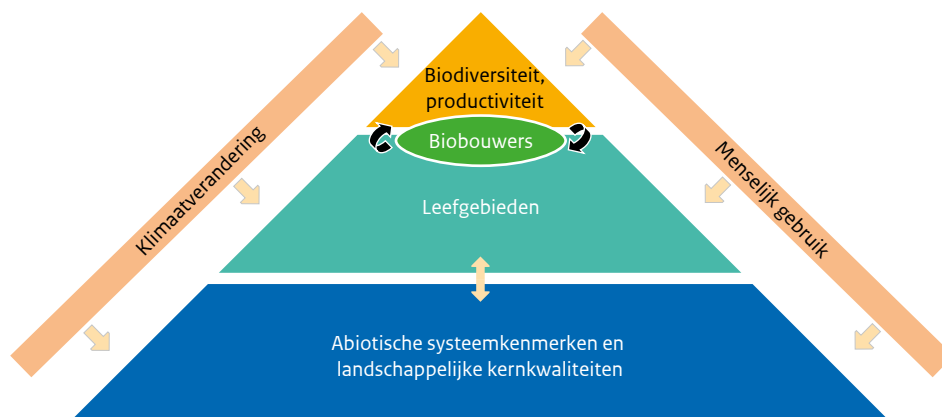 Biodiversiteit,
productiviteit
Biobouwers
Klimaatverandering
Menselijk gebruik
Leefgebieden
Abiotische systeemkenmerken en
landschappelijke kernkwaliteiten